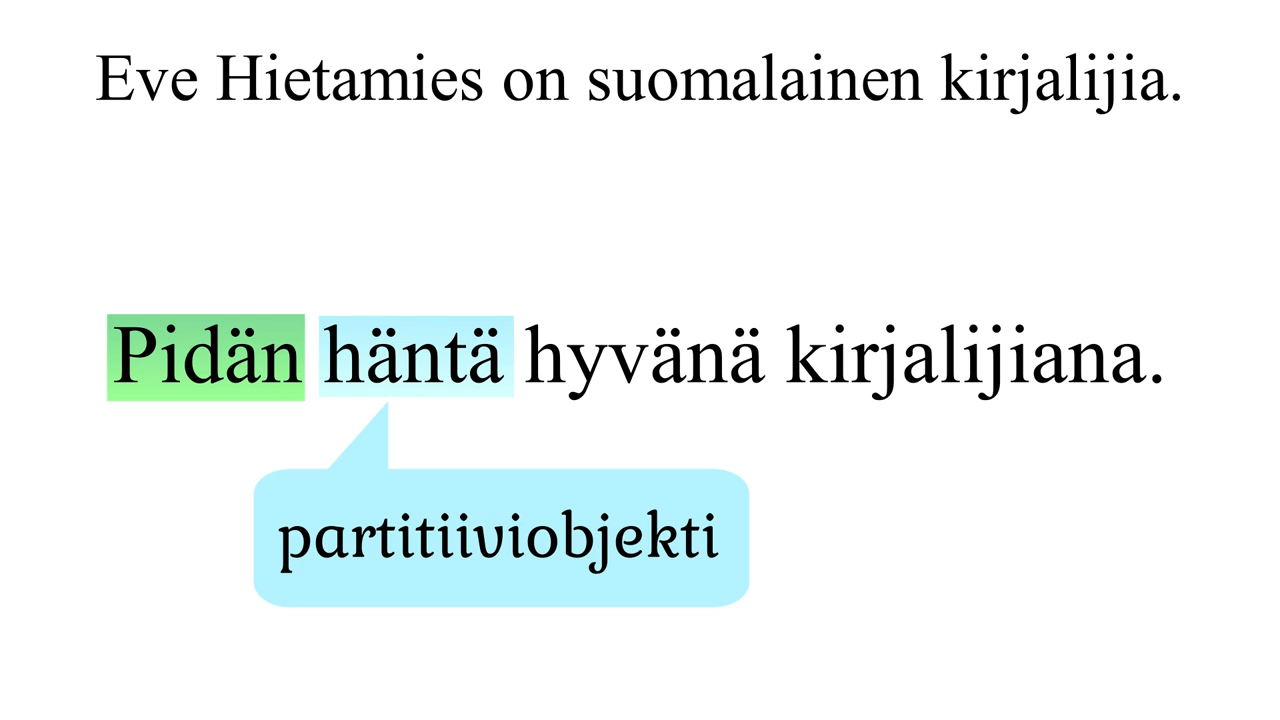 Eve Hietamies on suomalainen kirjalijia.
Pidän häntä hyvänä kirjalijiana.
partitiiviobjekti